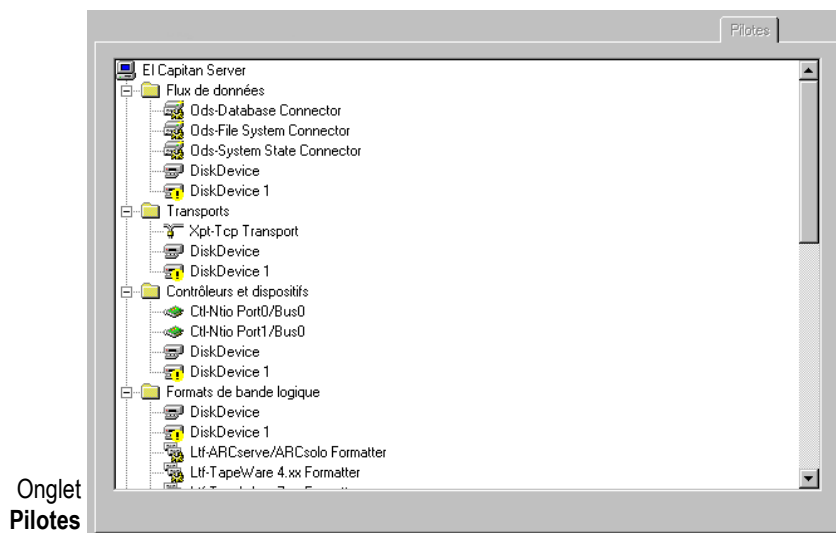 Pilotes
El Capitan Server
Flux de données
Ods-Database Connector
Ods-File System Connector
Ods-System State Connector
DiskDevice
DiskDevice 1
Transports
Xpt-Tcp Transport
DiskDevice
DiskDevice 1
Contrôleurs et dispositifs
Ctl-Ntio Port0/Bus0
Ctl-Ntio Port1/Bus0
DiskDevice
DiskDevice 1
Formats de bande logique
DiskDevice
DiskDevice 1
Ltf-ARCserve/ARCsolo Formatter
Ltf-TapeWare 4.xx Formatter
Onglet
Pilotes